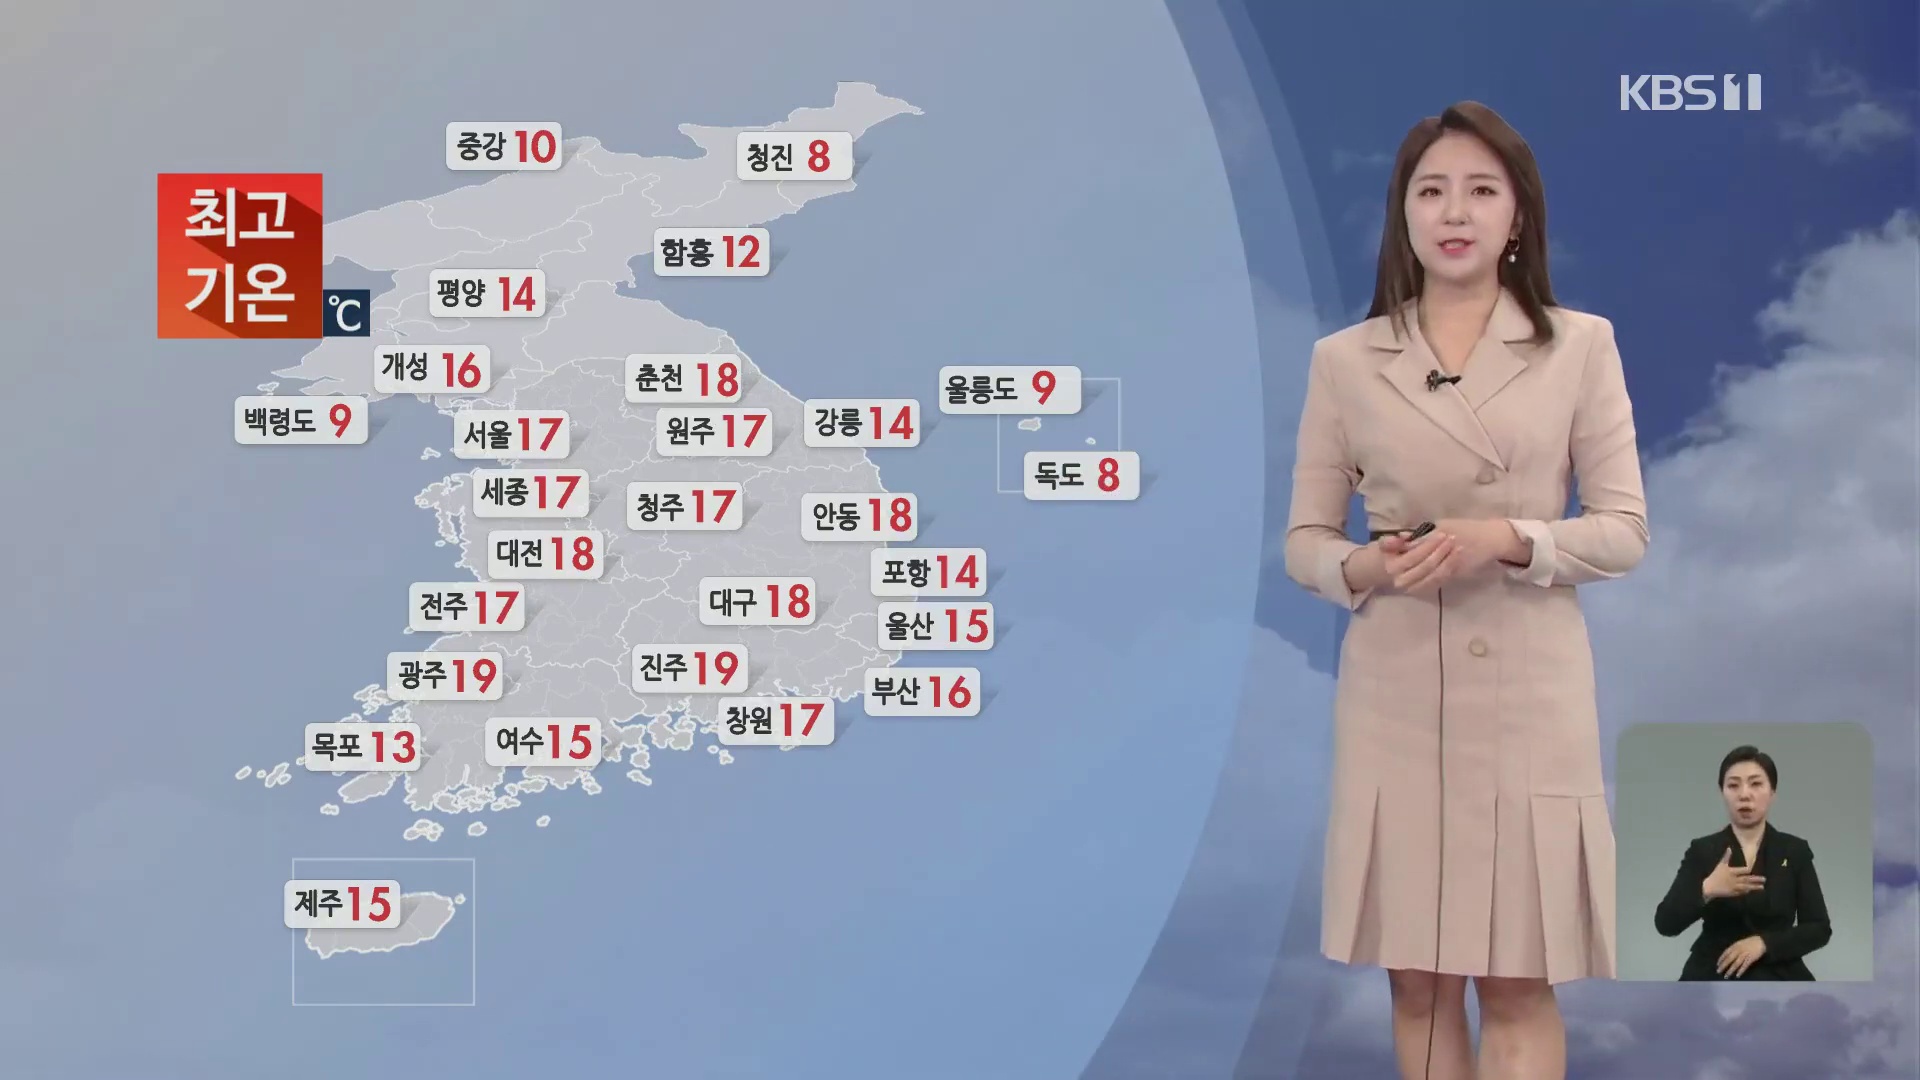 KBS 1
최고
기온
℃
중강 10
청진 8
함흥 12
평양 14
개성 16
춘천 18
백령도 9
서울 17
원주 17
강릉 14
울릉도 9
독도 8
세종 17
청주 17
안동 18
대전 18
포항 14
전주 17
대구 18
울산 15
광주 19
진주 19
부산 16
창원 17
목포 13
여수 15
제주 15